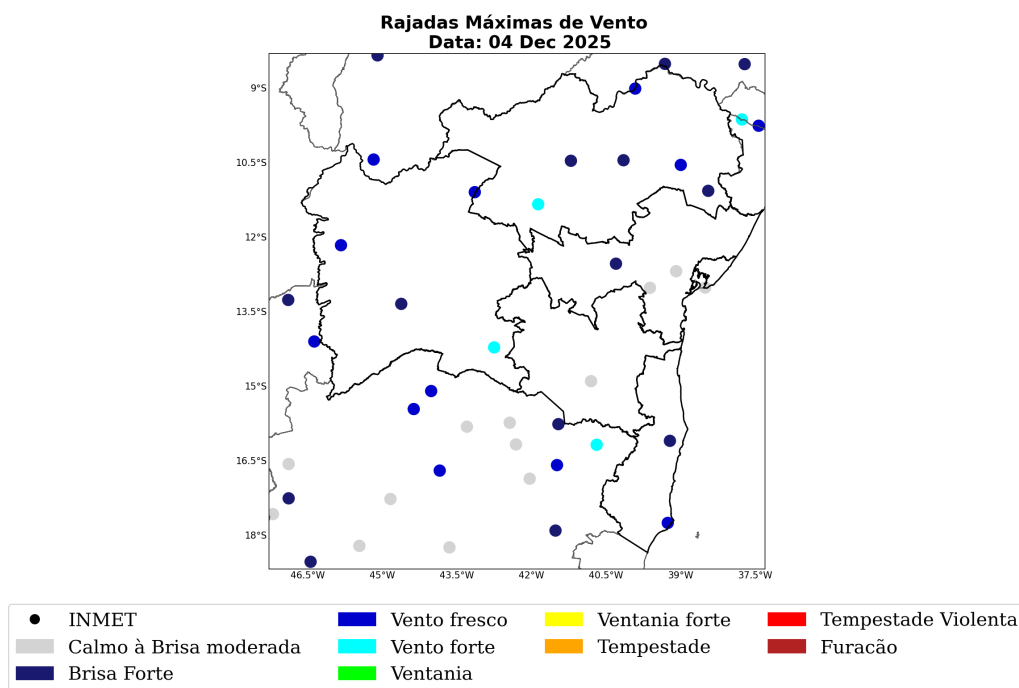 Rajadas Máximas de Vento
Data: 04 Dec 2025
9°S
10.5°S
12°S
13.5°S
15°S
16.5°S
18°S
46.5°W 45°W 43.5°W 42°W 40.5°W 39°W 37.5°W
INMET Vento fresco Ventania forte Tempestade Violenta
Calmo à Brisa moderada Vento forte Tempestade Furacão
Brisa Forte Ventania